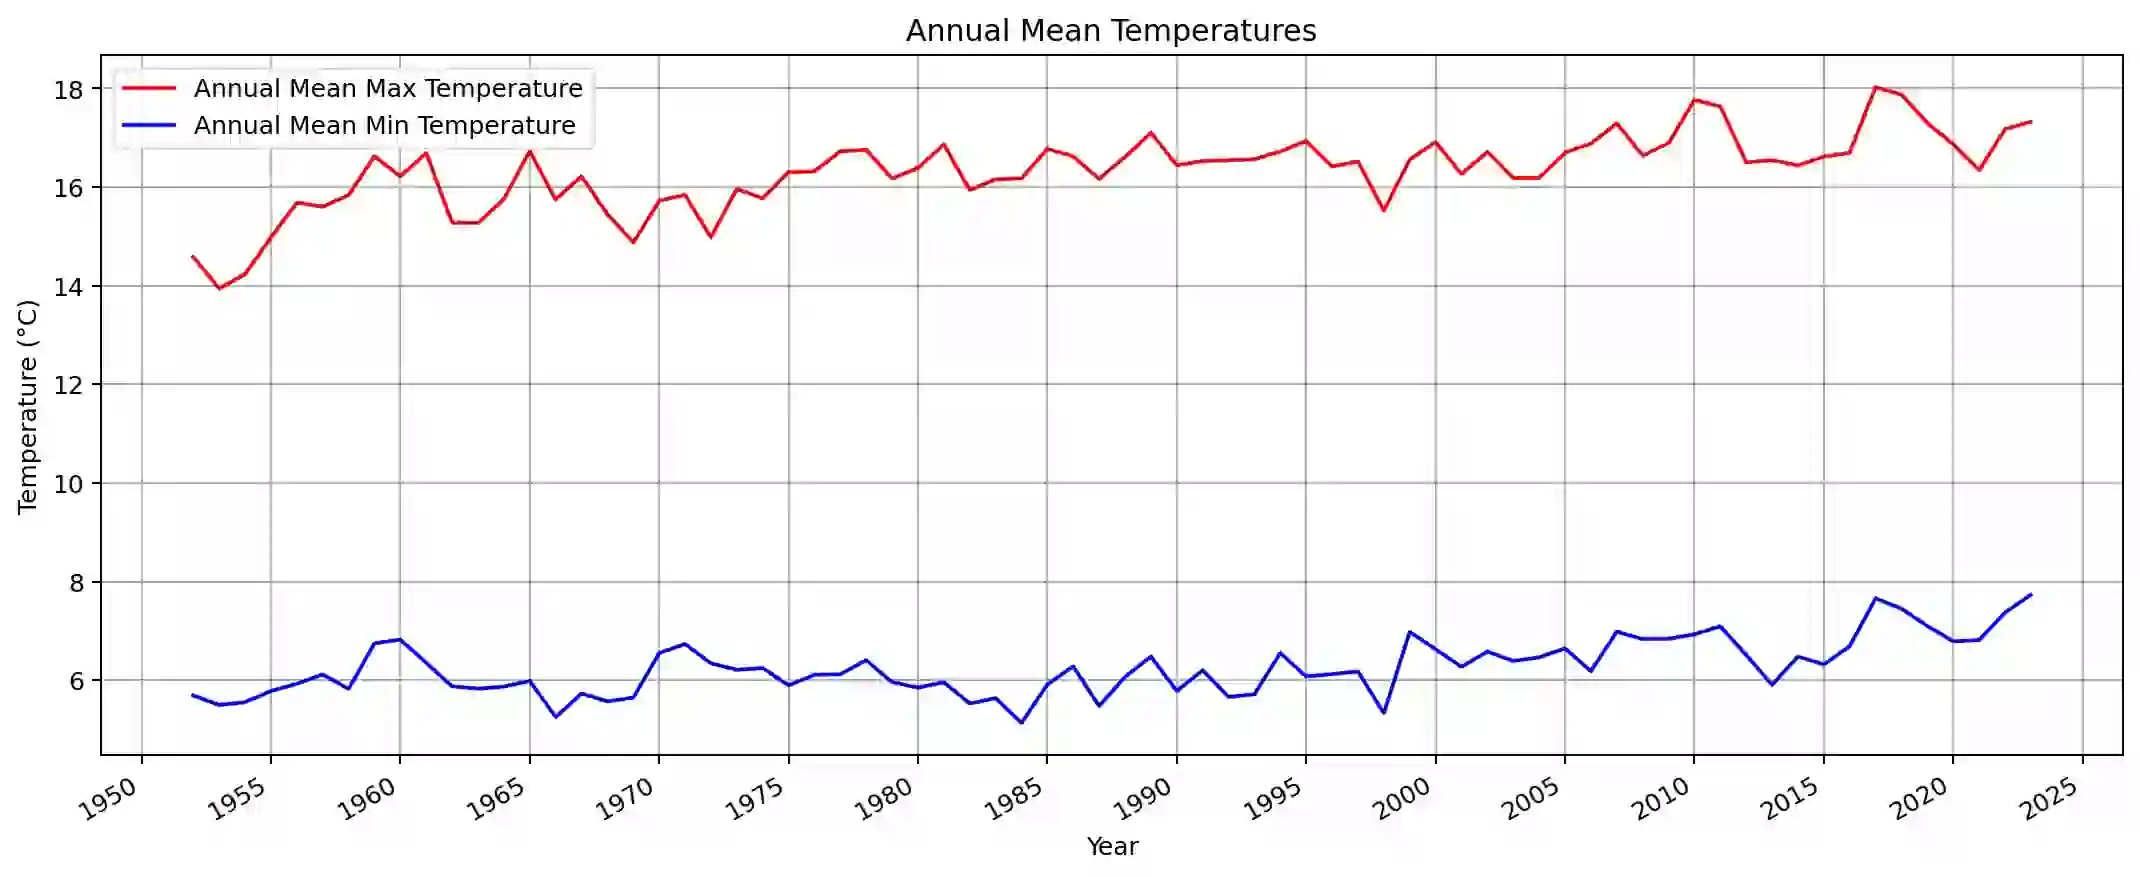 Annual Mean Temperatures
Annual Mean Max Temperature
Annual Mean Min Temperature
Temperature (°C)
18
16
14
12
10
8
6
1950 1955 1960 1965 1970 1975 1980 1985 1990 1995 2000 2005 2010 2015 2020 2025
Year